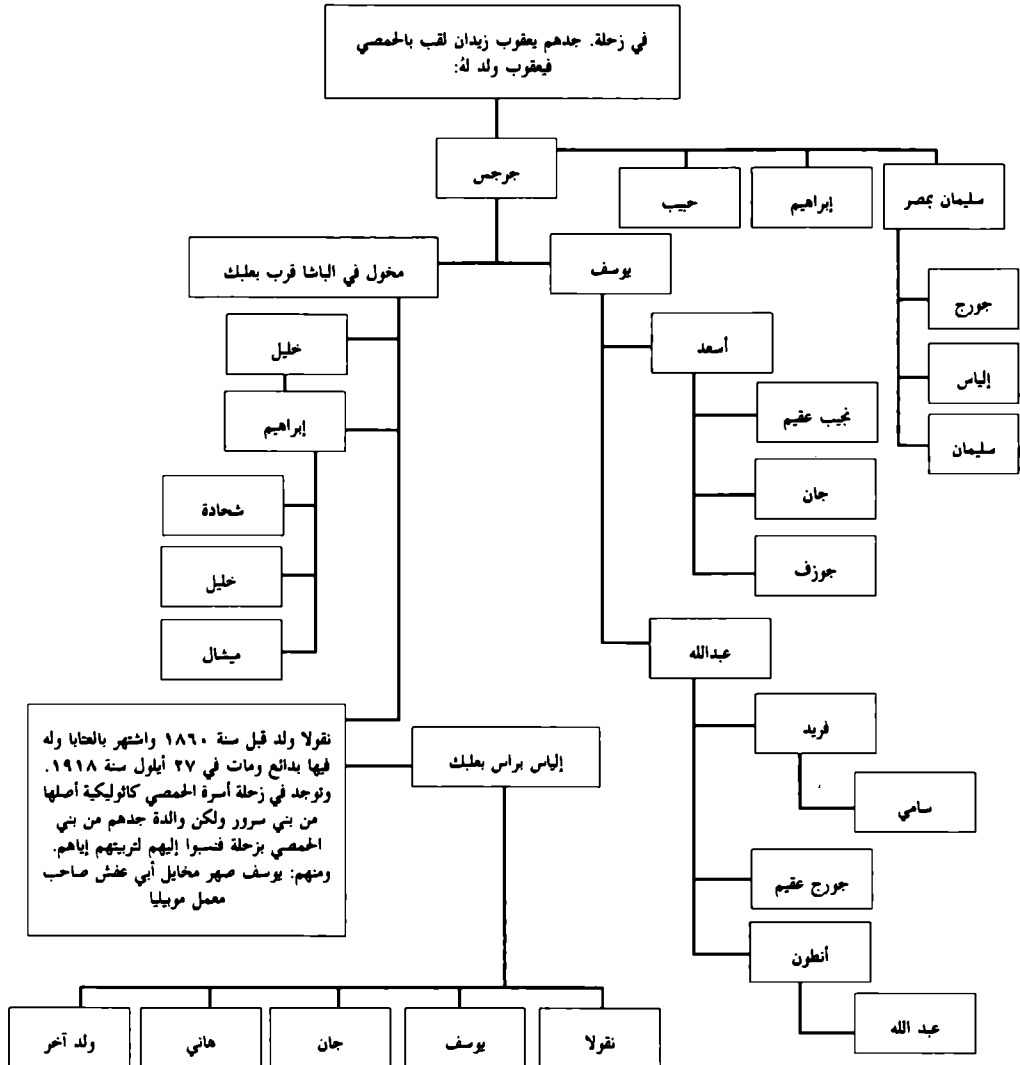 في زحلة. جدهم يعقوب زيدان لقب بالحمصي
فيعقوب ولد لهُ:
جرجس
حبيب
إبراهيم
سليمان بمصر
جورج
إلياس
سليمان
يوسف
مخول في الباشا قرب بعلبك
أسعد
نجيب عقيم
جان
جوزف
خليل
إبراهيم
شحادة
خليل
ميشال
عبدالله
فريد
سامي
جورج عقيم
أنطون
عبد الله
نقولا ولد قبل سنة ١٨٦٠ واشتهر بالعتابا وله
فيها بدائع ومات في ٢٧ أيلول سنة ١٩١٨.
وتوجد في زحلة أسرة الحمصي كاثوليكية أصلها
من بني سرور ولكن والدة جدهم من بني
الحمصي بزحلة فنسبوا إليهم لتربيتهم إياهم.
ومنهم: يوسف صهر مخايل أبي عفش صاحب
معمل موبيليا
إلياس براس بعلبك
نقولا
يوسف
جان
هاني
ولد آخر